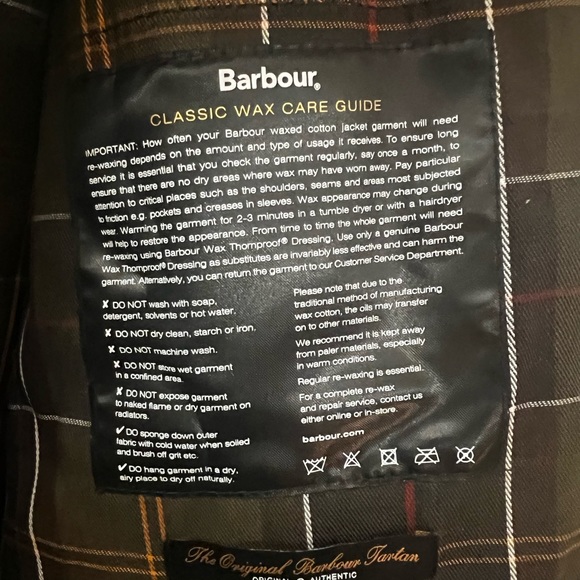 Barbour®
CLASSIC WAX CARE GUIDE
IMPORTANT: How often your Barbour waxed cotton jacket garment will need
re-waxing depends on the amount and type of usage it receives. To ensure long
service it is essential that you check the garment regularly, say once a month, to
ensure that there are no dry areas where wax may have worn away. Pay particular
attention to critical places such as the shoulders, seams and areas most subjected
to friction e.g. pockets and creases in sleeves. Wax appearance may change during
wear. Warming the garment for 2-3 minutes in a tumble dryer or with a hairdryer
will help to restore the appearance. From time to time the whole garment will need
re-waxing using Barbour Wax Thornproof® Dressing. Use only a genuine Barbour
Wax Thornproof® Dressing as substitutes are invariably less effective and can harm the
garment. Alternatively, you can return the garment to our Customer Service Department.
✗ DO NOT wash with soap,
detergent, solvents or hot water.
✗ DO NOT dry clean, starch or iron.
✗ DO NOT machine wash.
✗ DO NOT store wet garment
in a confined area.
✗ DO NOT expose garment
to naked flame or dry garment on
radiators.
✓ DO sponge down outer
fabric with cold water when soiled
and brush off grit etc.
✓ DO hang garment in a dry,
airy place to dry off naturally.
Please note that due to the
traditional method of manufacturing
wax cotton, the oils may transfer
on to other materials.
We recommend it is kept away
from paler materials, especially
in warm conditions.
Regular re-waxing is essential.
For a complete re-wax
and repair service, contact us
either online or in-store.
barbour.com
The Original Barbour Tartan
ORIGINAL & AUTHENTIC